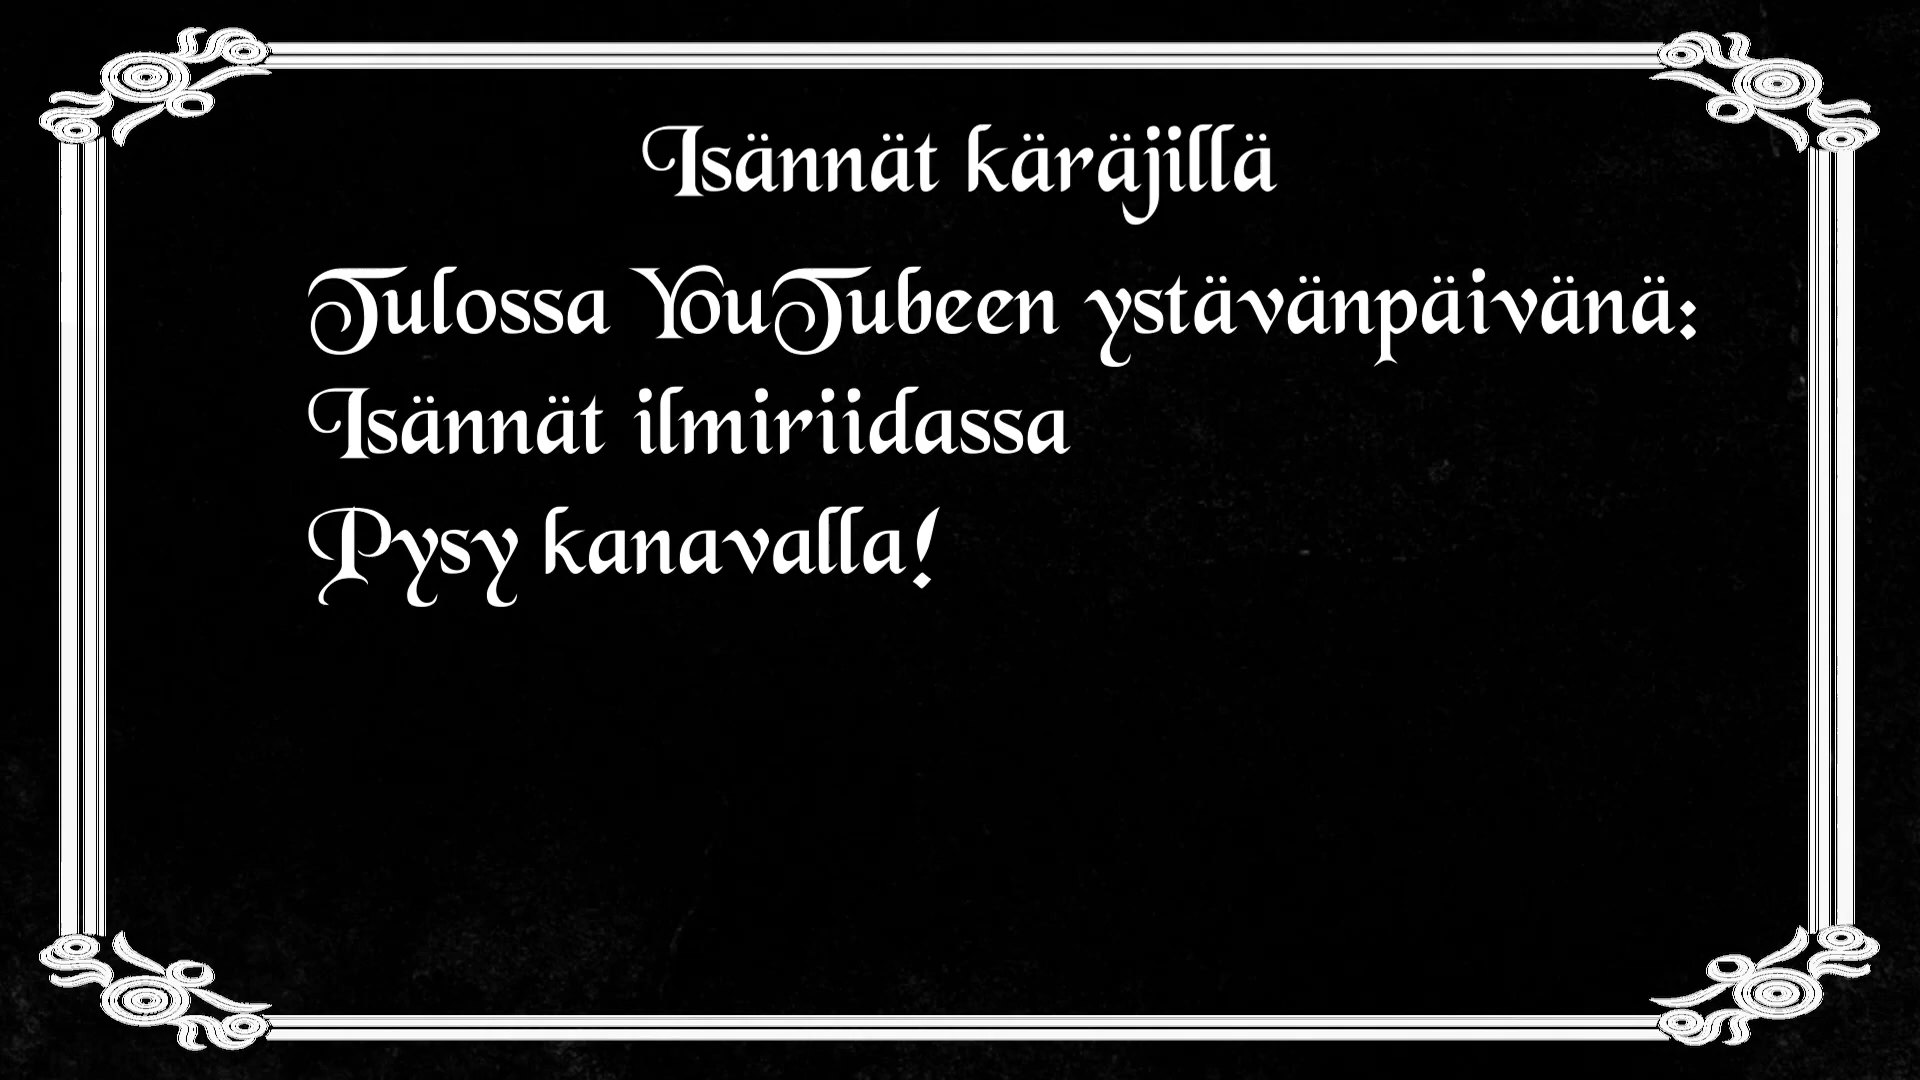 Isännät käräjillä
Tulossa YouTubeen ystävänpäivänä:
Isännät ilmiriidassa
Pysy kanavalla!